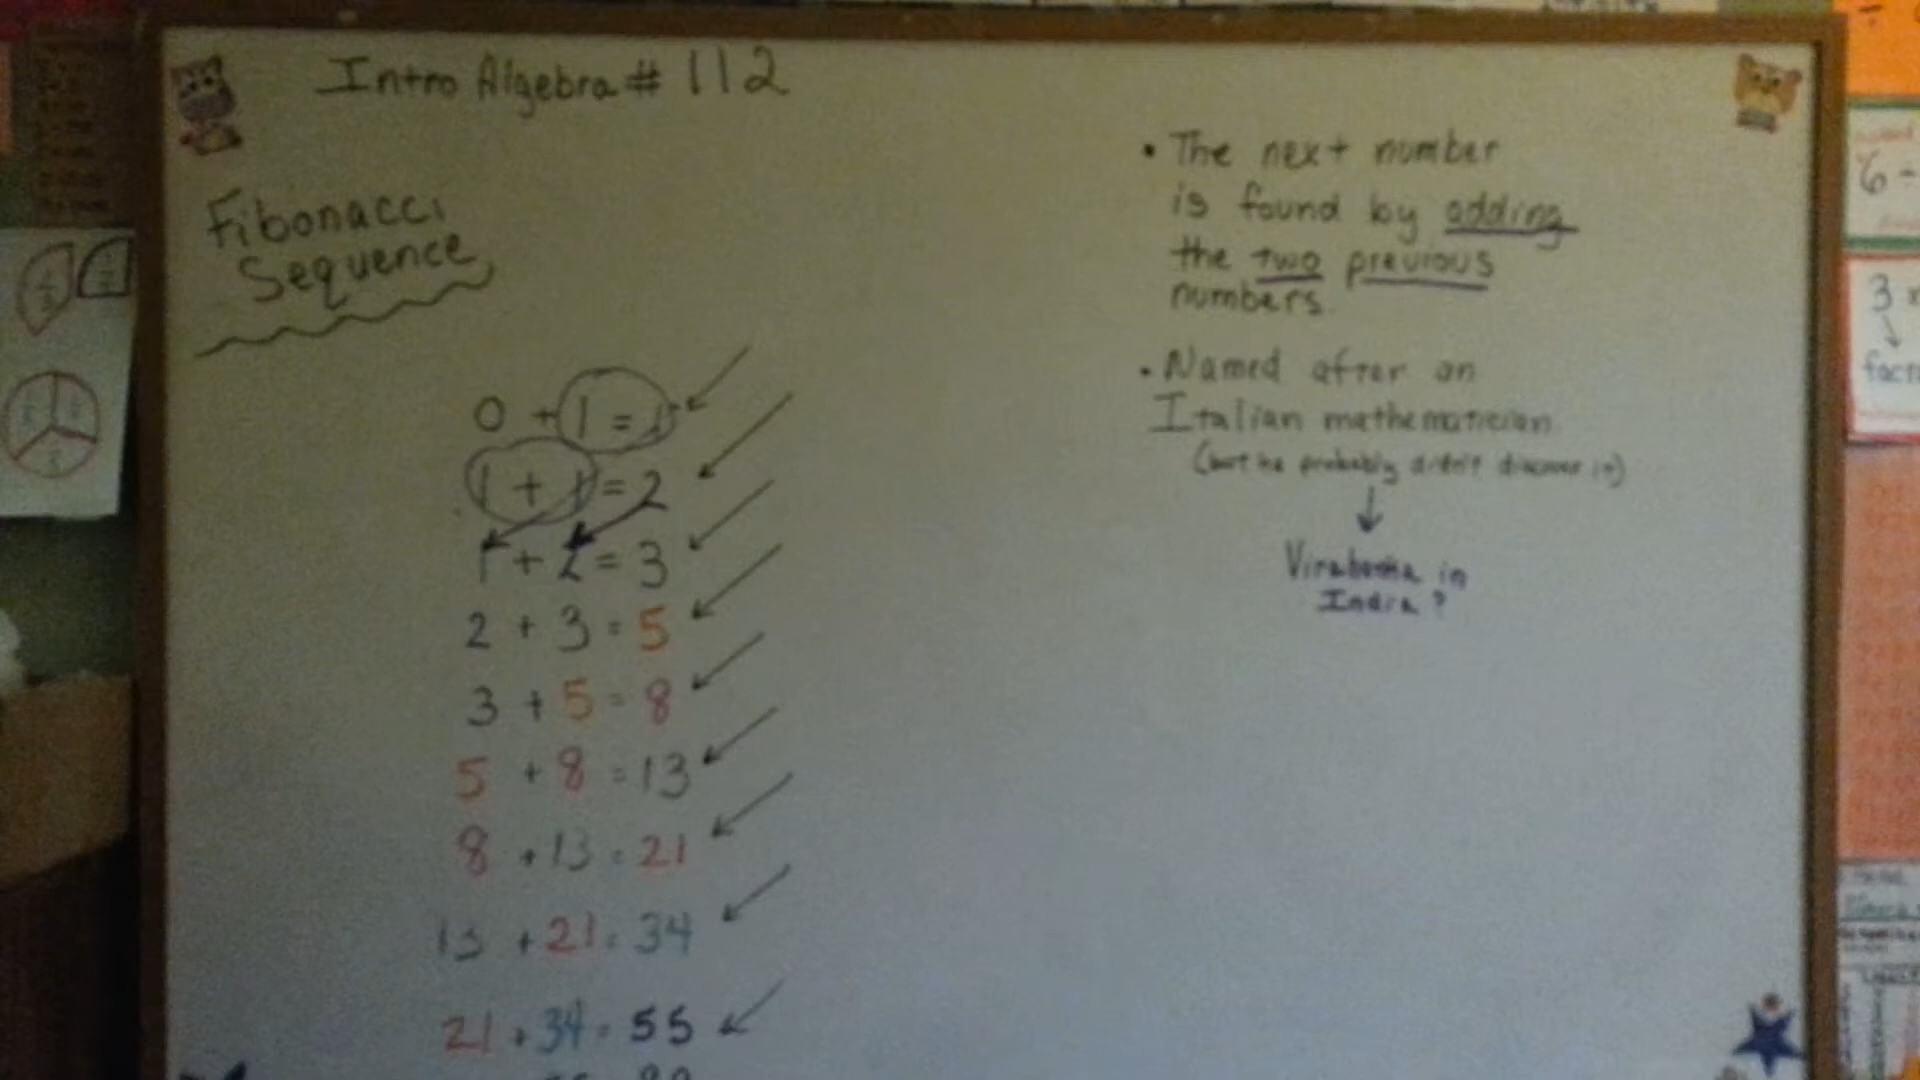 Intro Algebra # 112
Fibonacci
Sequence
0 + 1 = 1
1 + 1 = 2
1 + 2 = 3
2 + 3 = 5
3 + 5 = 8
5 + 8 = 13
8 + 13 = 21
13 + 21 = 34
21 + 34 = 55
• The next number
is found by adding
the two previous
numbers.
• Named after an
Italian mathematician
(but he probably didn't discover it)
↓
in
India?
6 ÷
3